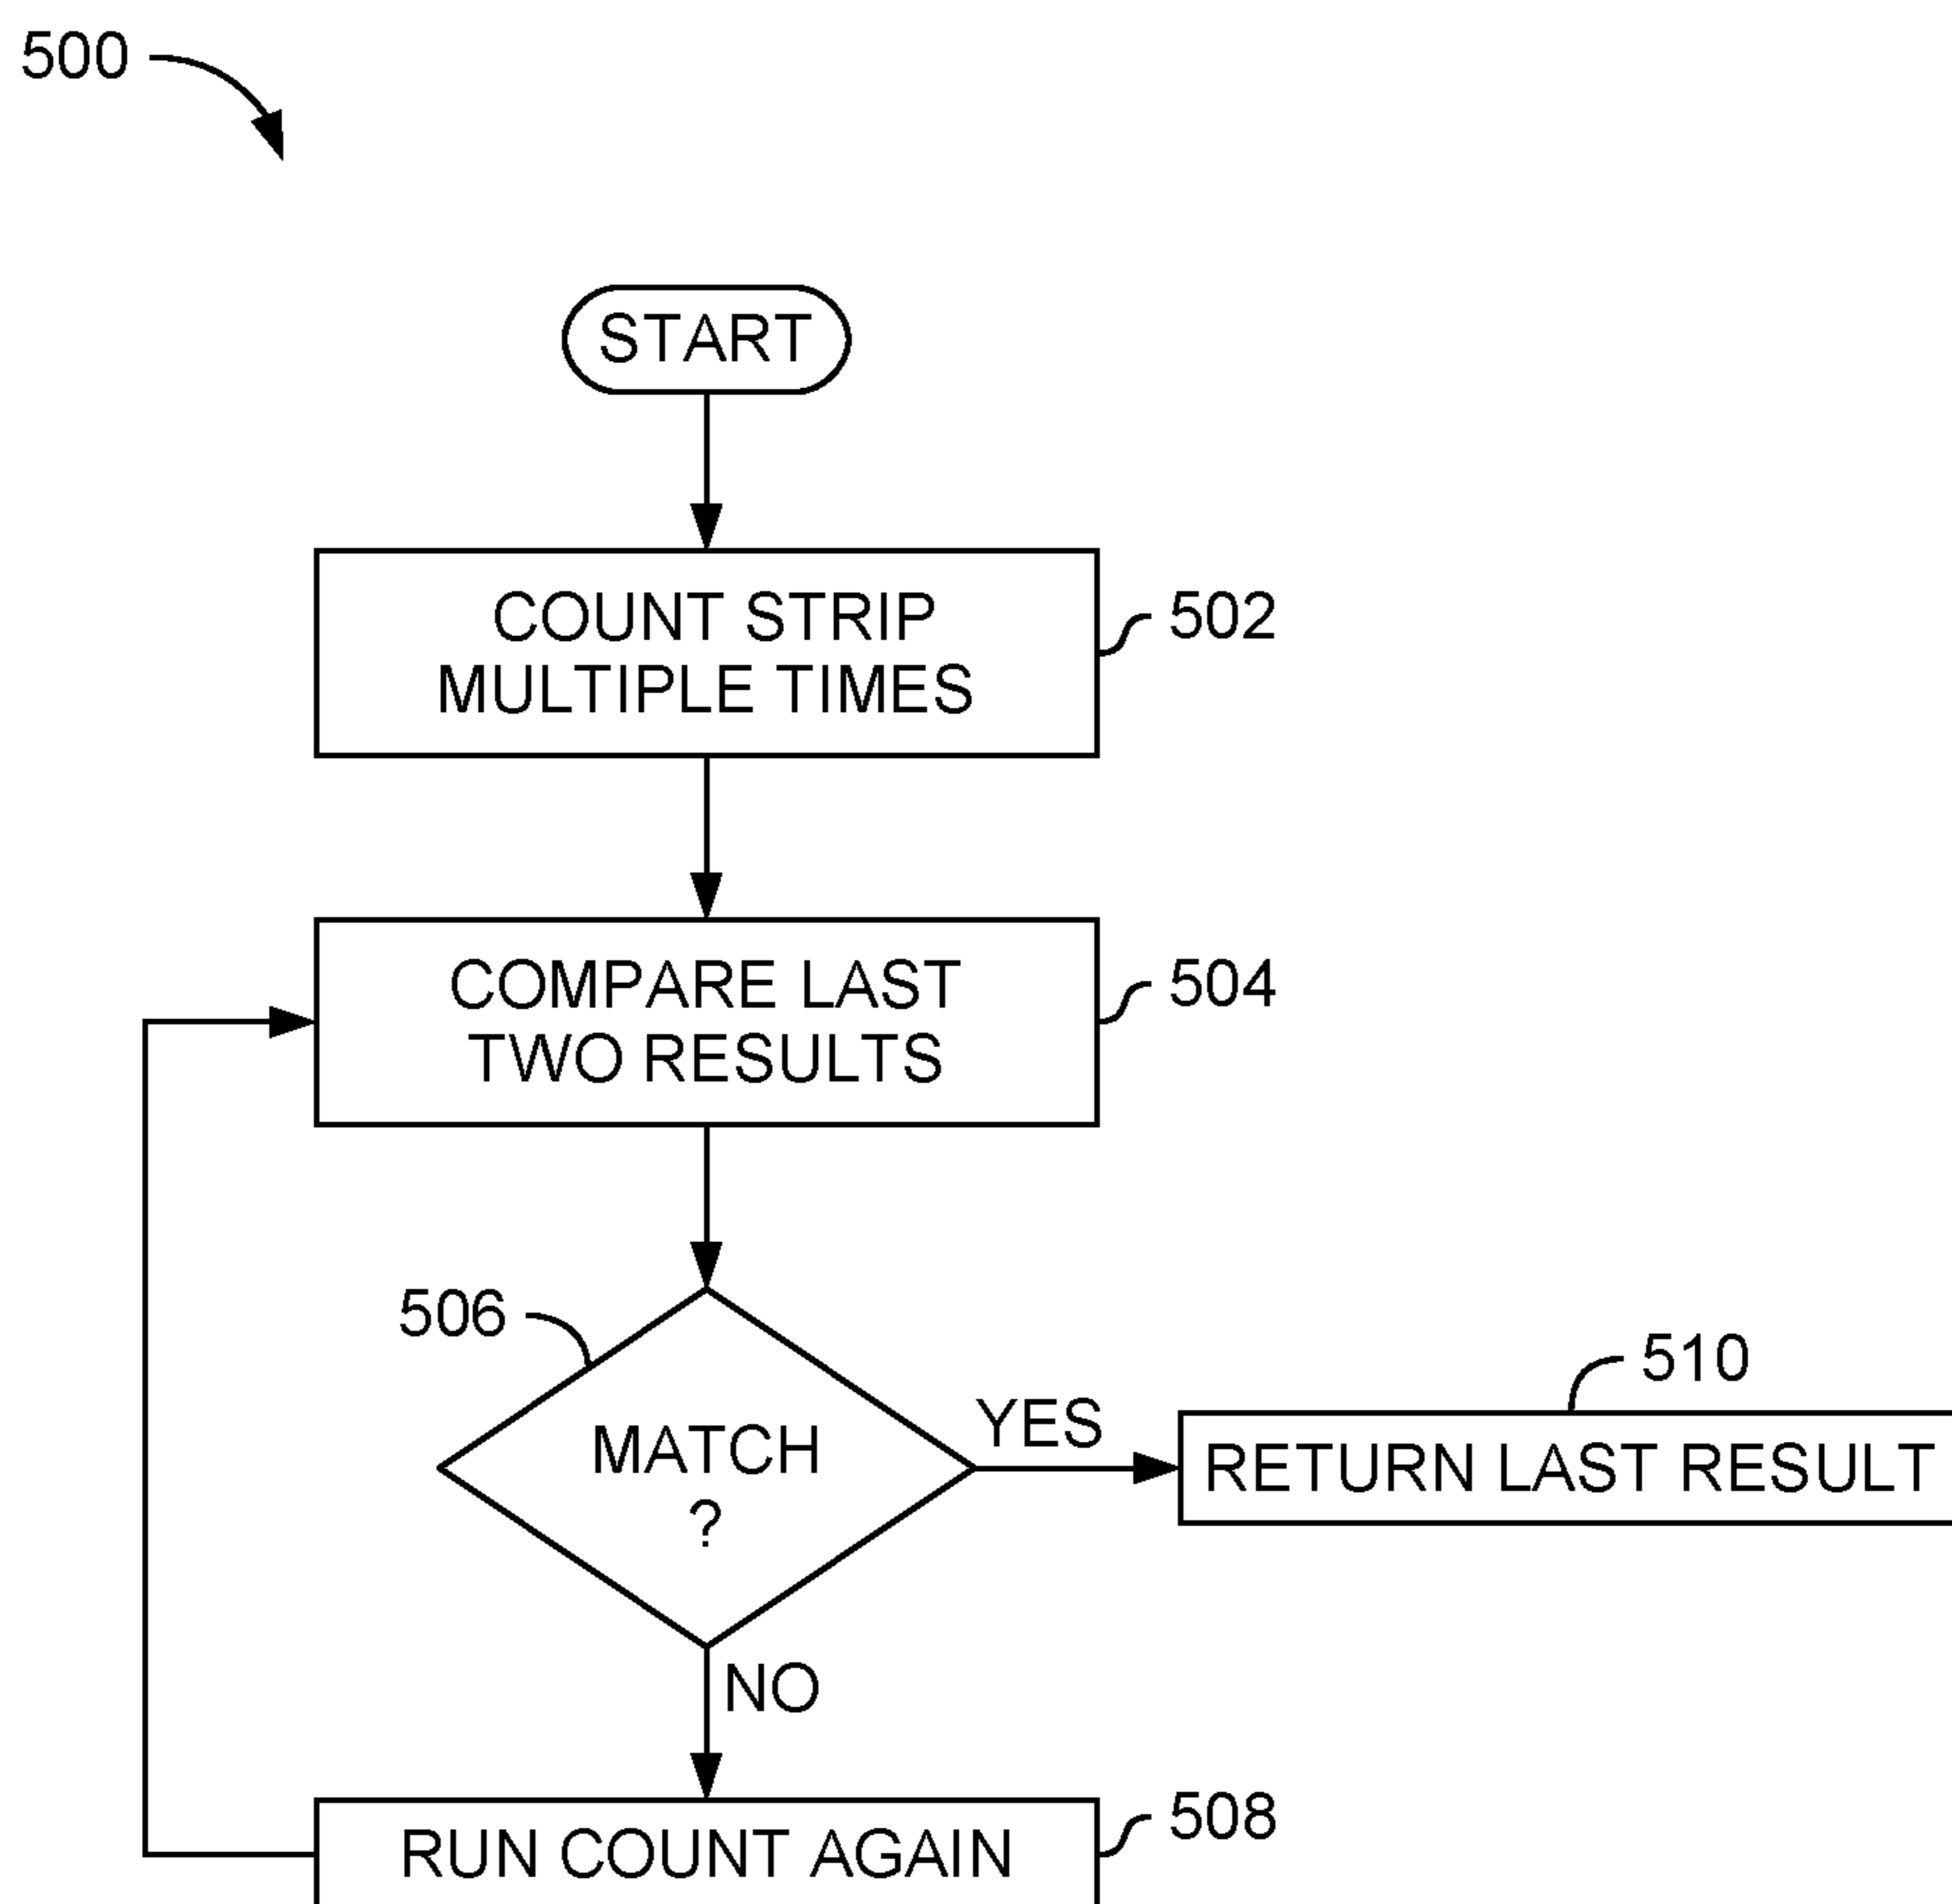 500
START
COUNT STRIP
MULTIPLE TIMES
502
COMPARE LAST
TWO RESULTS
504
506
MATCH
?
YES
510
RETURN LAST RESULT
NO
RUN COUNT AGAIN
508